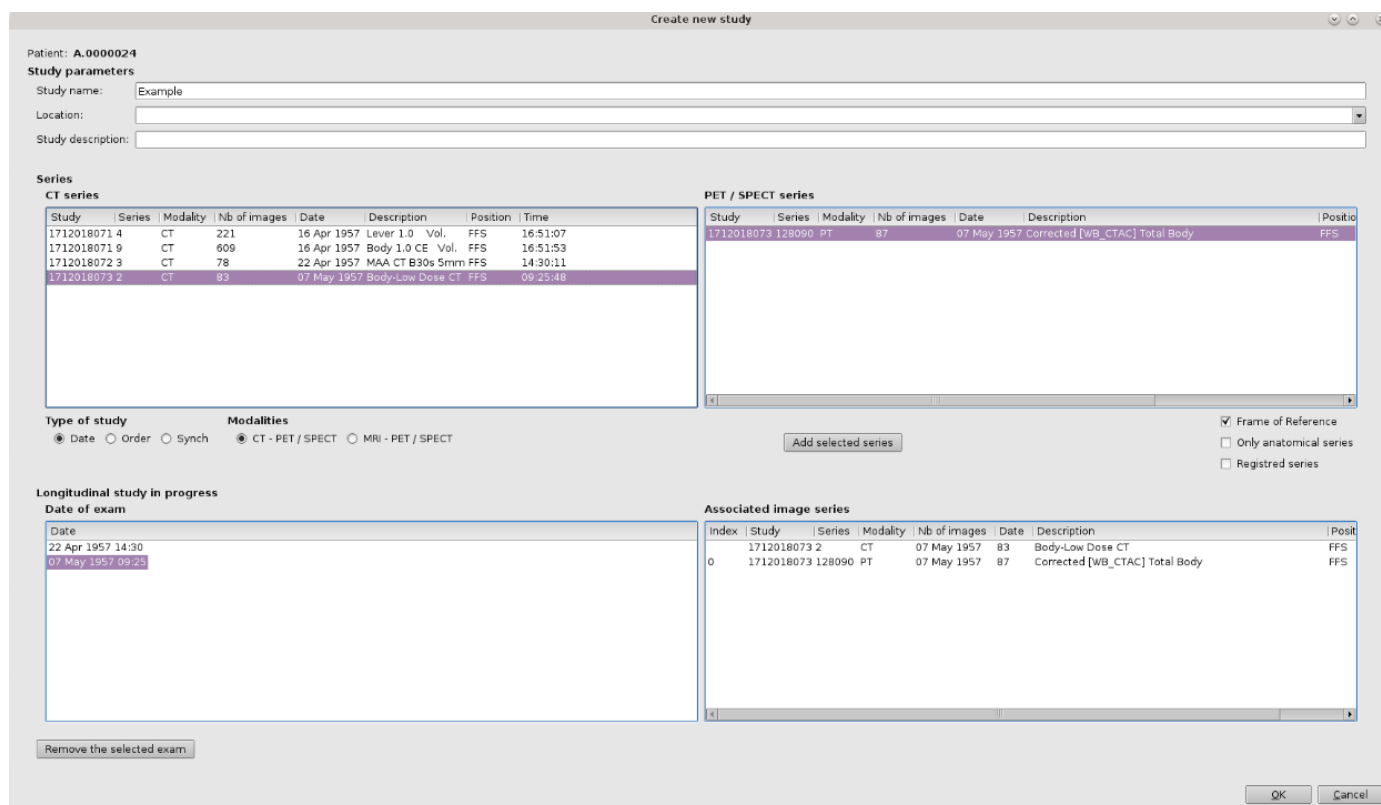 Create new study
Patient: A.0000024
Study parameters
Study name: Example
Location:
Study description:
Series
CT series
Study Series Modality Nb of images Date Description Position Time
1712018071 4 CT 221 16 Apr 1957 Lever 1.0 Vol. FFS 16:51:07
1712018071 9 CT 609 16 Apr 1957 Body 1.0 CE Vol. FFS 16:51:53
1712018072 3 CT 78 22 Apr 1957 MAA CT B30s 5mm FFS 14:30:11
1712018073 2 CT 83 07 May 1957 Body-Low Dose CT FFS 09:25:48
PET / SPECT series
Study Series Modality Nb of images Date Description Positio
1712018073 128090 PT 87 07 May 1957 Corrected [WB_CTAC] Total Body FFS
Type of study
Date Order Synch
Modalities
CT - PET / SPECT MRI - PET / SPECT
Add selected series
Frame of Reference
Only anatomical series
Registred series
Longitudinal study in progress
Date of exam
Date
22 Apr 1957 14:30
07 May 1957 09:25
Associated image series
Index Study Series Modality Nb of images Date Description Posit
1712018073 2 CT 07 May 1957 83 Body-Low Dose CT FFS
0 1712018073 128090 PT 07 May 1957 87 Corrected [WB_CTAC] Total Body FFS
Remove the selected exam
OK Cancel